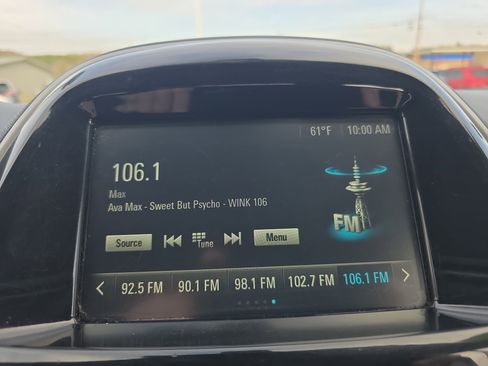 61°F 10:00 AM
106.1
Max
Ava Max - Sweet But Psycho - WINK 106
FM
Source Tune Menu
92.5 FM 90.1 FM 98.1 FM 102.7 FM 106.1 FM